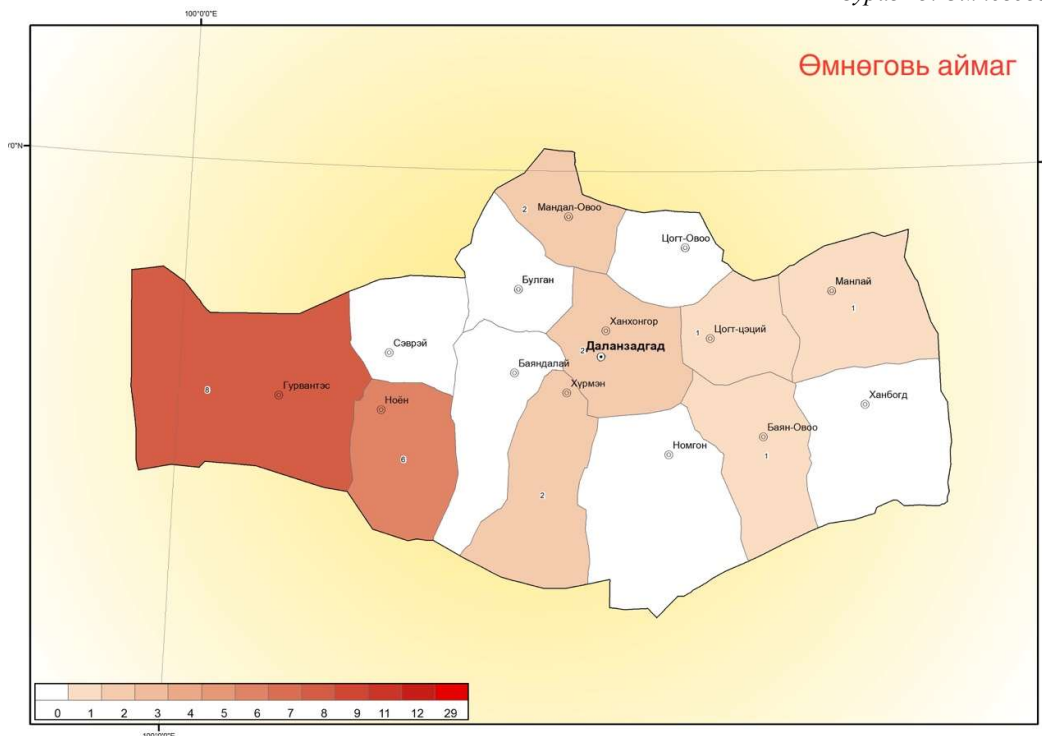 100°0'0"E
Өмнөговь аймаг
0'0"N
2
Мандал-Овоо
Цогт-Овоо
Булган
Манлай
1
Ханхонгор
1
Цогт-цэций
Сэврэй
2
Даланзадгад
Баяндалай
Хүрмэн
8
Гурвантэс
Ноён
Ханбогд
Баян-Овоо
Номгон
6
1
2
0 1 2 3 4 5 6 7 8 9 11 12 29
100°0'0"E